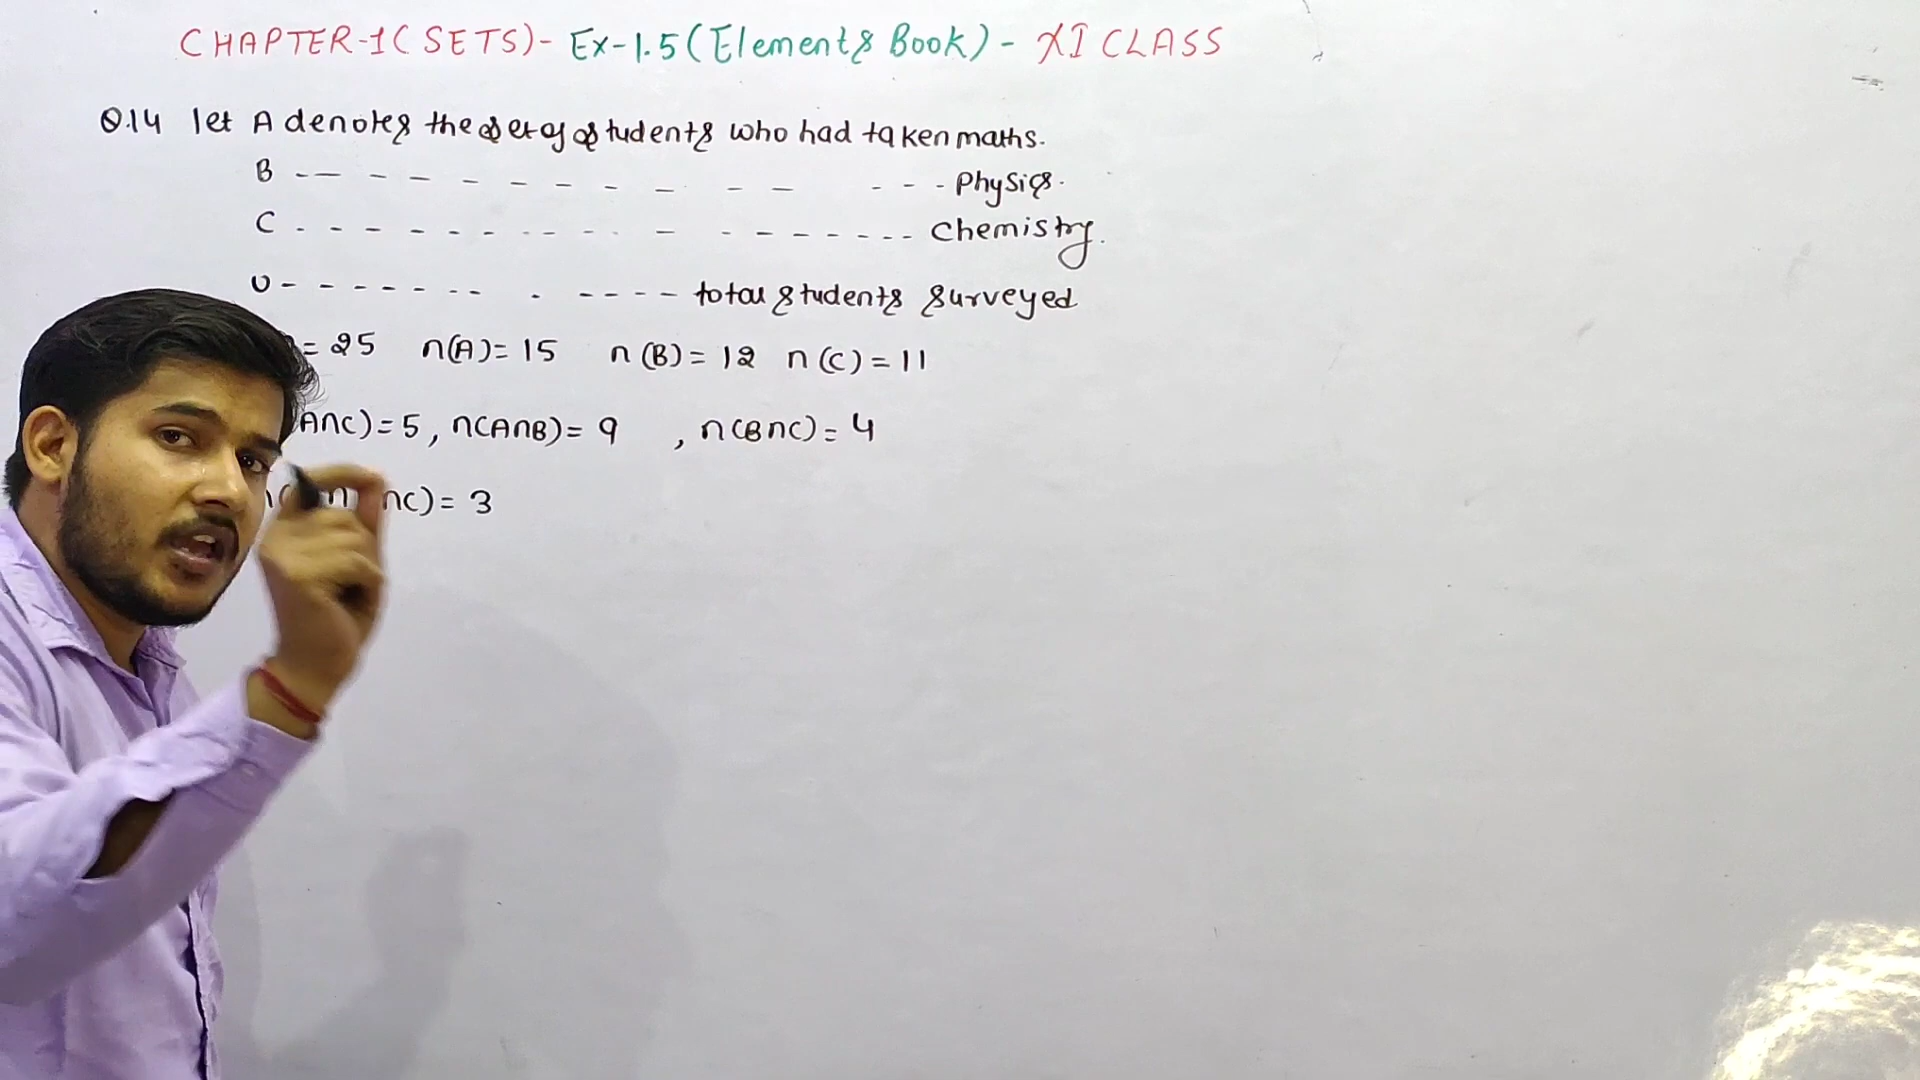 CHAPTER-1(SETS)- Ex-1.5(Elements Book)- XI CLASS
Q.14 let A denotes the set of students who had taken maths.
B -- - - - - - - - - - - - - Physics.
C - - - - - - - - - - - - - - - - - Chemistry.
U - - - - - - - - - - - - total students surveyed
= 25 n(A)= 15 n(B)= 12 n(C)= 11
A∩C)=5, n(A∩B)= 9 , n(B∩C)= 4
∩C)= 3